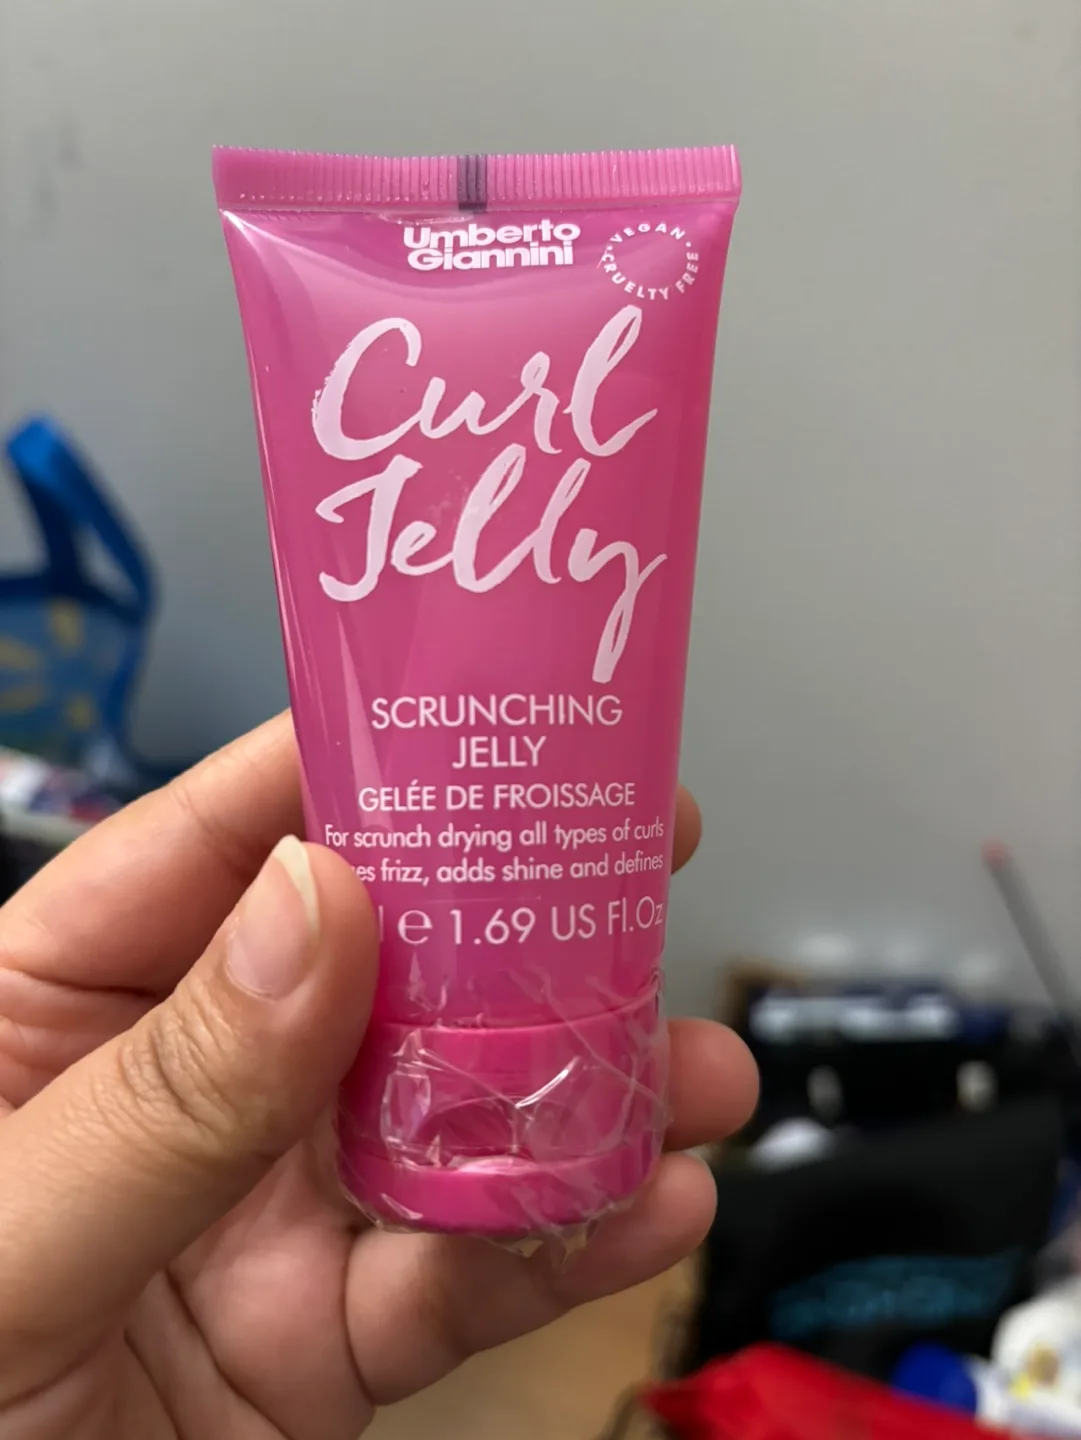 Umberto
Giannini
VEGAN
CRUELTY FREE
Curl
Jelly
SCRUNCHING
JELLY
GELÉE DE FROISSAGE
For scrunch drying all types of curls
frizz, adds shine and defines
e 1.69 US Fl.Oz